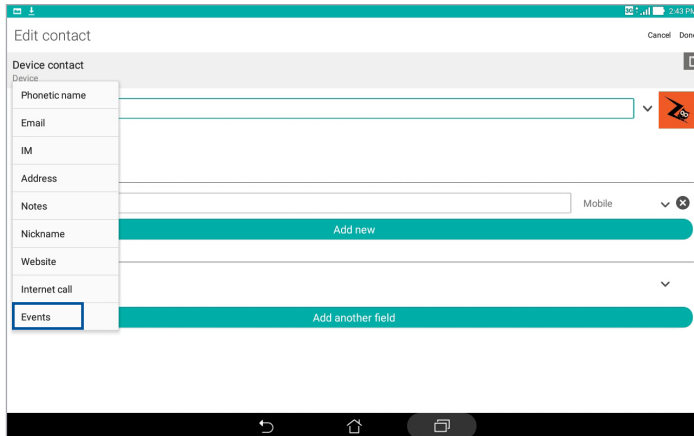 3G 2:43 PM
Edit contact
Cancel Done
Device contact
Device
Phonetic name
Email
IM
Address
Notes
Mobile
Add new
Nickname
Website
Internet call
Events
Add another field